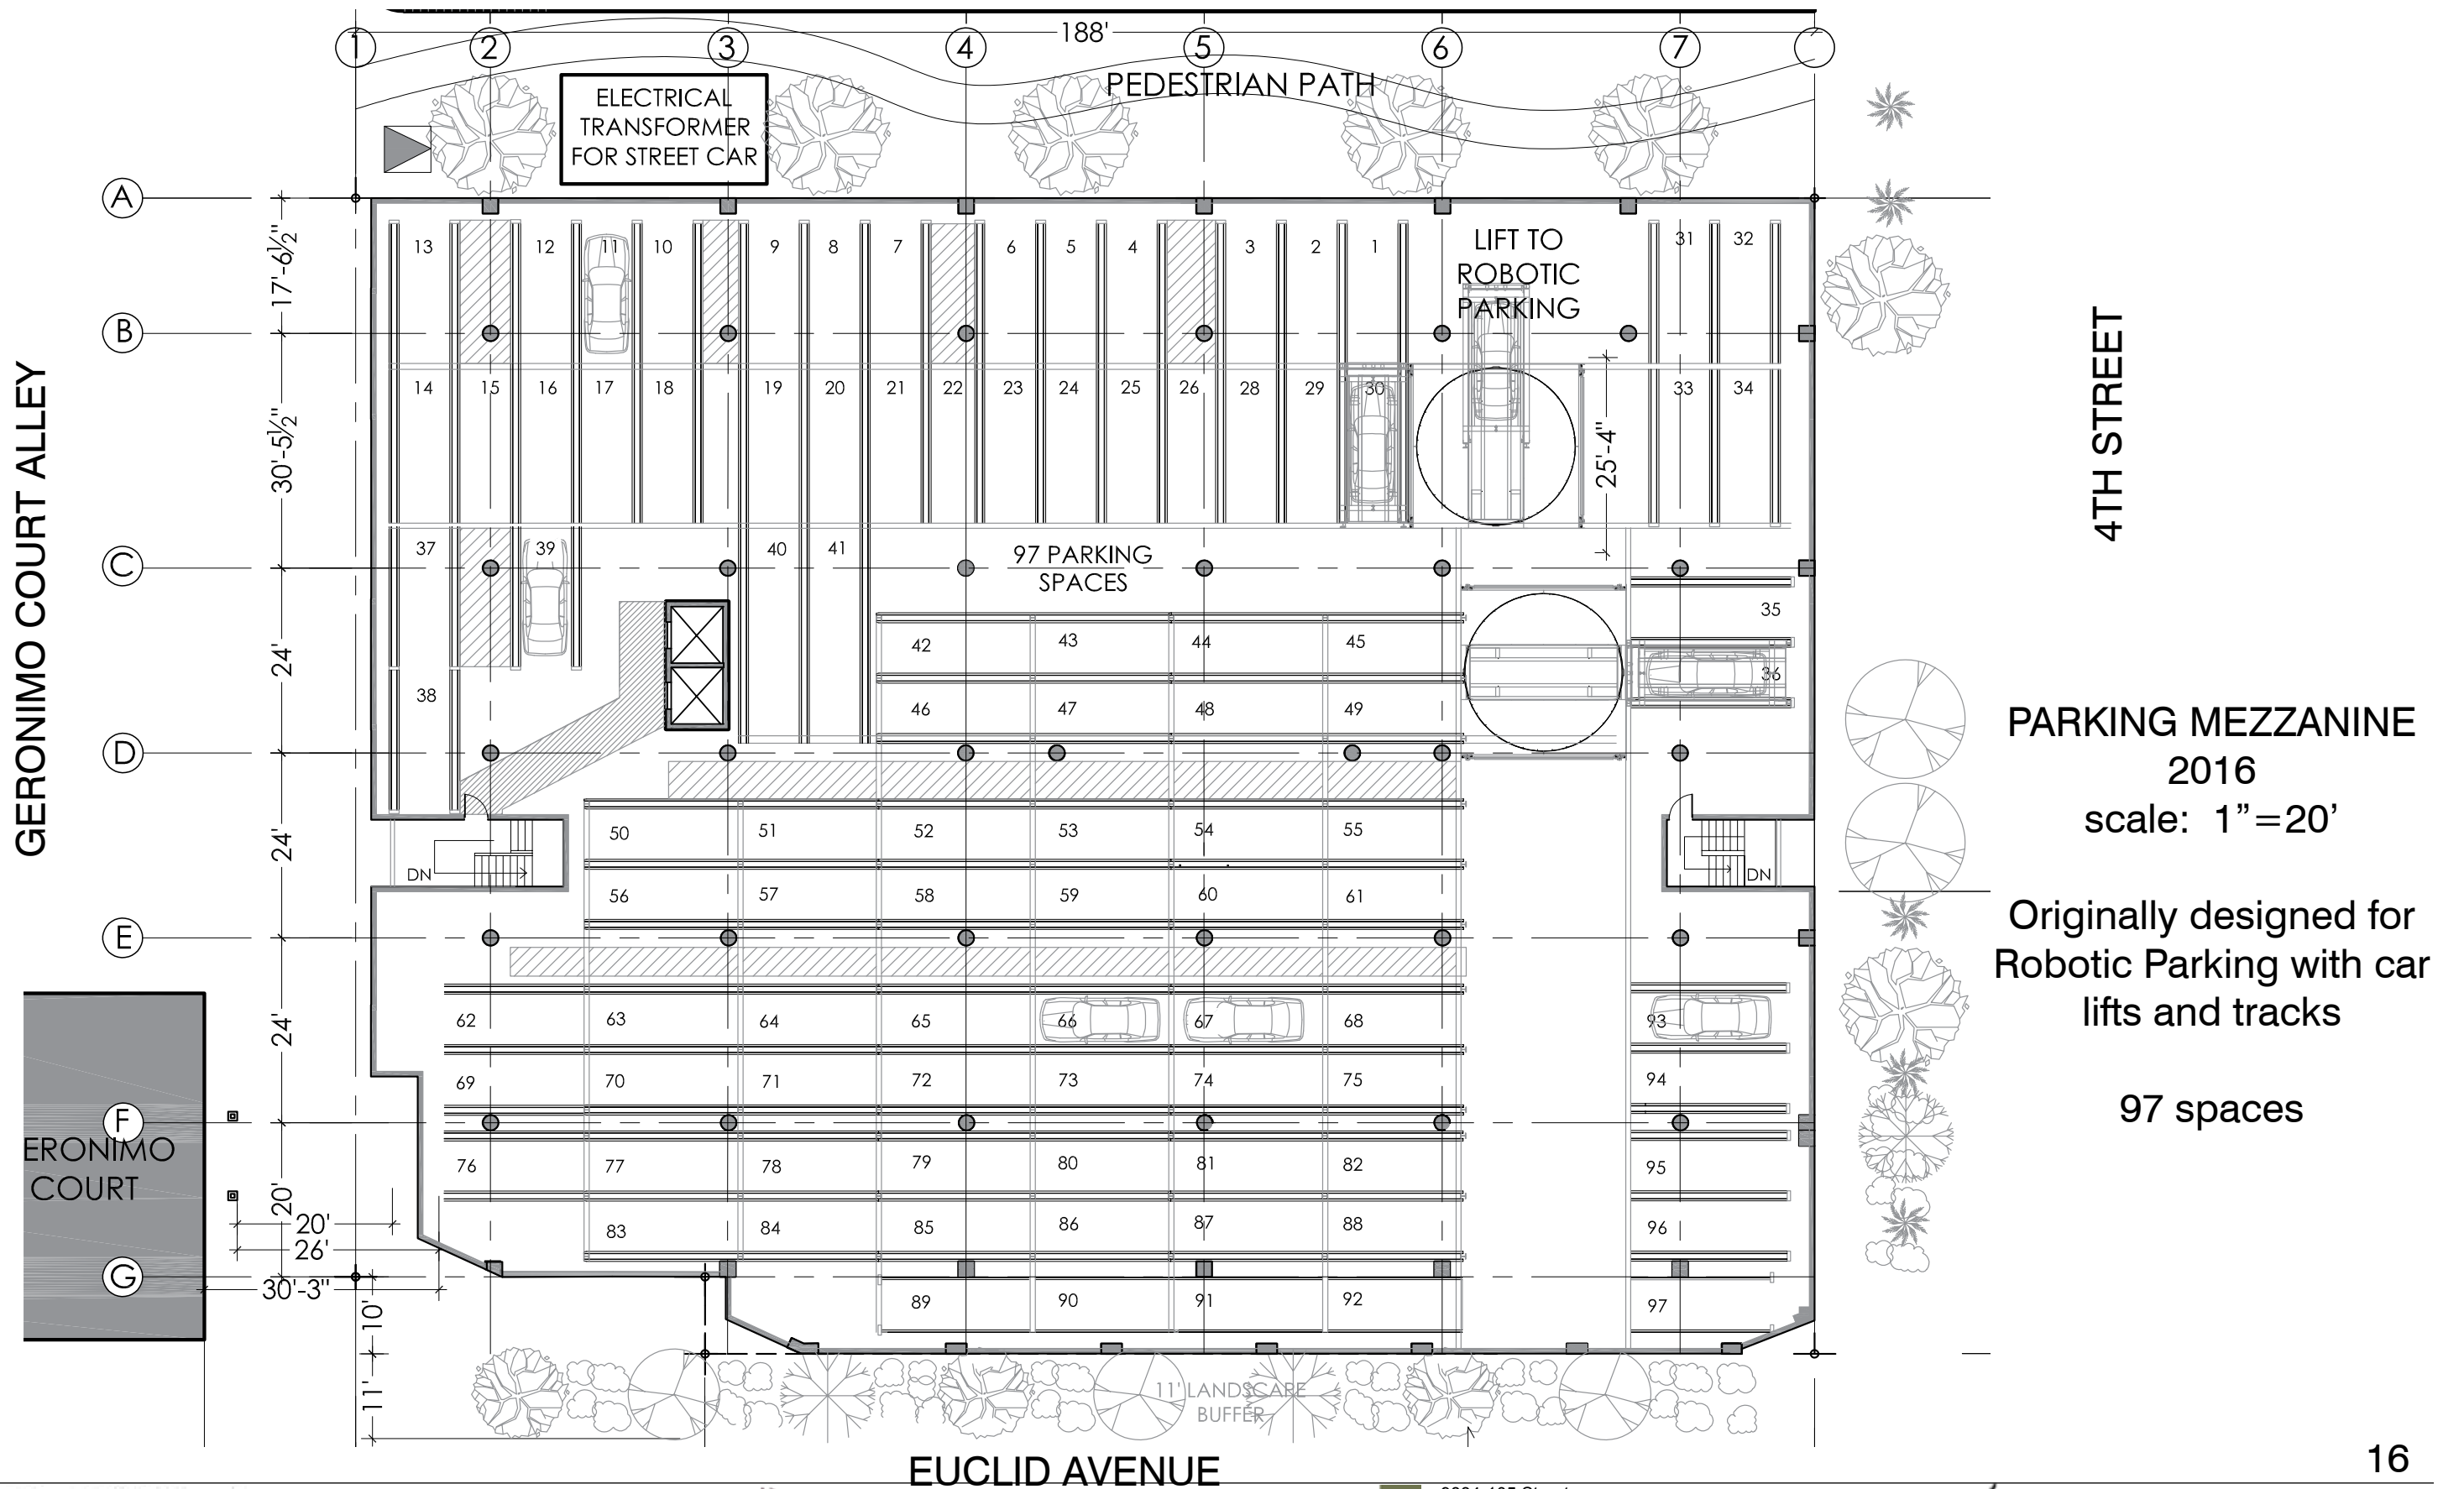 188'
1 2 3 4 5 6 7
PEDESTRIAN PATH
ELECTRICAL
TRANSFORMER
FOR STREET CAR
A
17'-6½"
13 12 11 10 9 8 7 6 5 4 3 2 1
LIFT TO
ROBOTIC
PARKING
31 32
B
30'-5½"
14 15 16 17 18 19 20 21 22 23 24 25 26 28 29 30 33 34
25'-4"
GERONIMO COURT ALLEY
4TH STREET
37 39 40 41
97 PARKING
SPACES
C
35
24'
42 43 44 45
36
38
46 47 48 49
D
PARKING MEZZANINE
2016
scale: 1"=20'
24'
50 51 52 53 54 55
DN
DN
56 57 58 59 60 61
E
Originally designed for
Robotic Parking with car
lifts and tracks
24'
62 63 64 65 66 67 68 93
69 70 71 72 73 74 75 94
97 spaces
F
ERONIMO
COURT
76 77 78 79 80 81 82 95
20'
20'
83 84 85 86 87 88 96
26'
G
30'-3"
10'
89 90 91 92 97
11'
11' LANDSCAPE
BUFFER
EUCLID AVENUE
16